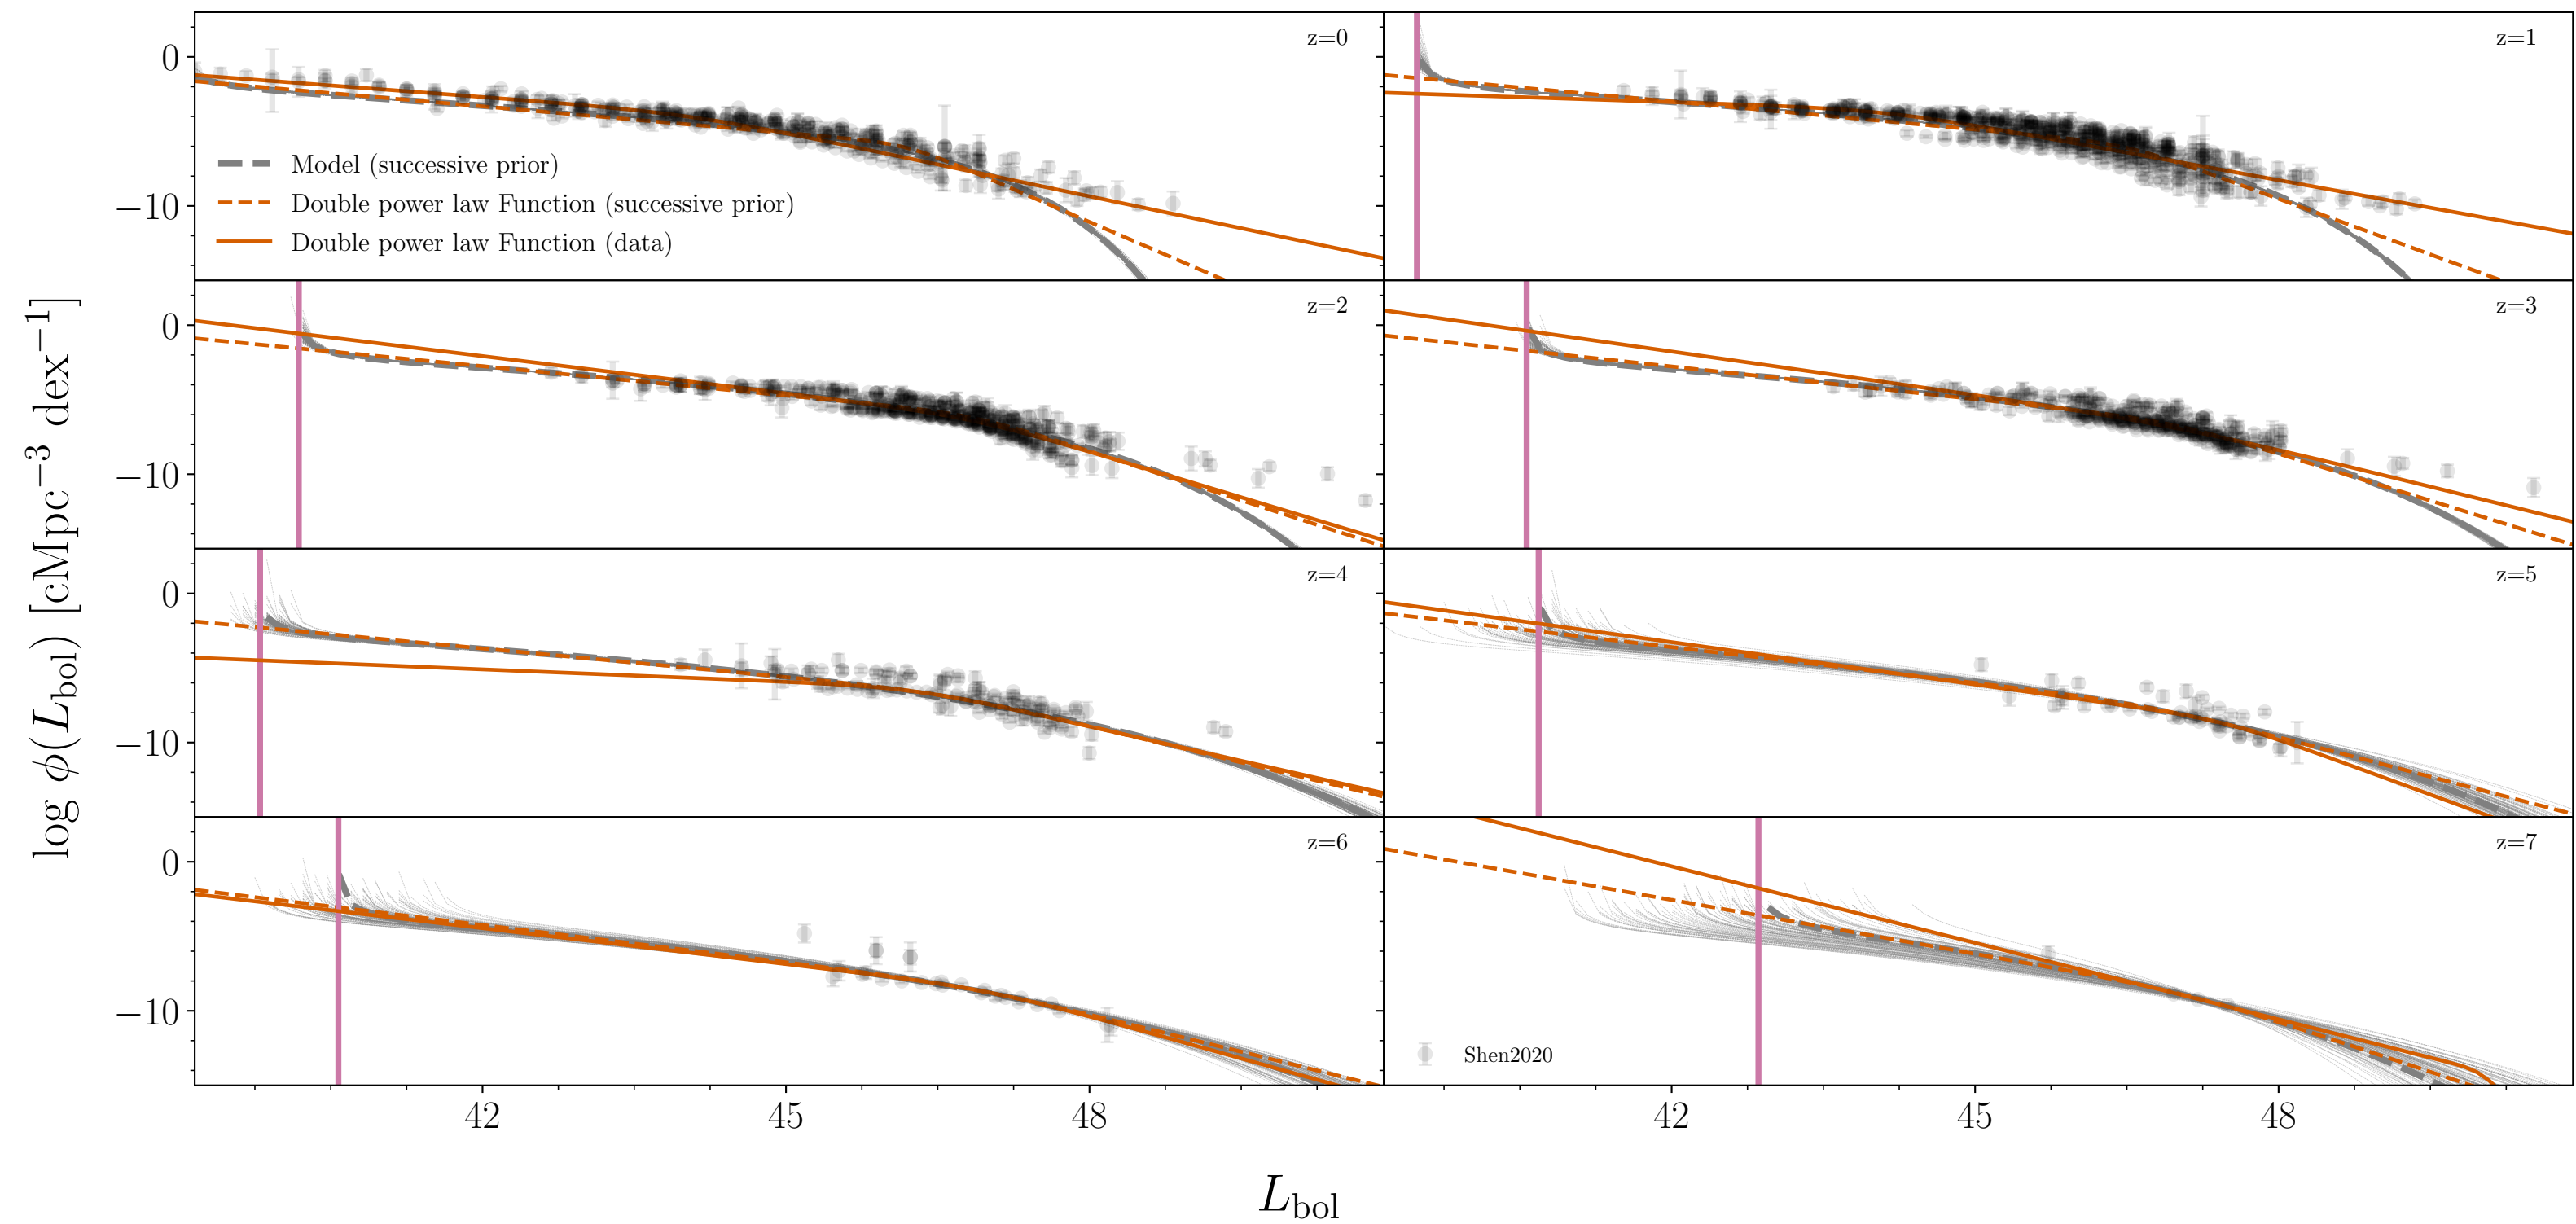 z=0
z=1
0
−10
Model (successive prior)
Double power law Function (successive prior)
Double power law Function (data)
z=2
z=3
0
−10
log ϕ(L_bol) [cMpc⁻³ dex⁻¹]
z=4
z=5
0
−10
z=6
z=7
0
−10
Shen2020
42 45 48 42 45 48
L_bol